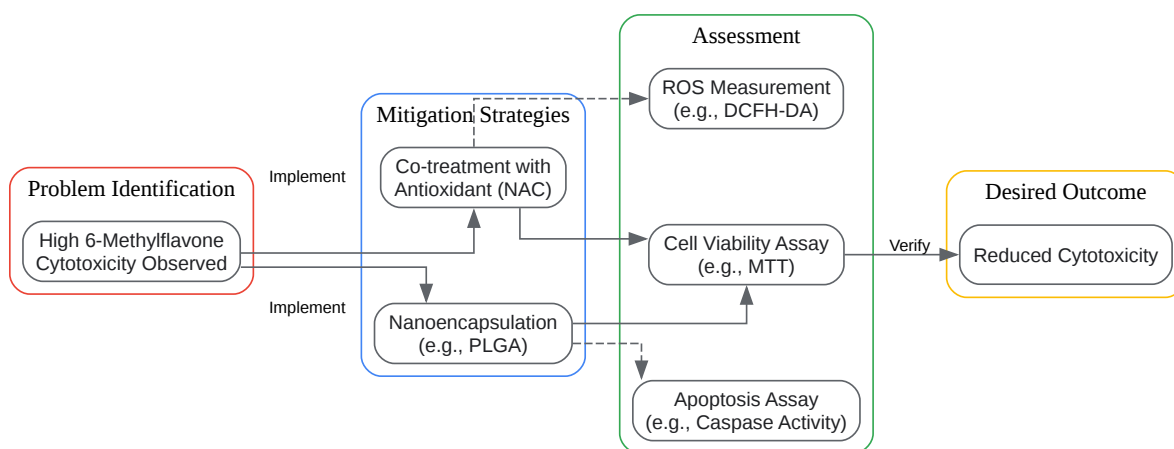 Problem Identification
High 6-Methylflavone
Cytotoxicity Observed
Implement
Implement
Mitigation Strategies
Co-treatment with
Antioxidant (NAC)
Nanoencapsulation
(e.g., PLGA)
Assessment
ROS Measurement
(e.g., DCFH-DA)
Cell Viability Assay
(e.g., MTT)
Apoptosis Assay
(e.g., Caspase Activity)
Verify
Desired Outcome
Reduced Cytotoxicity